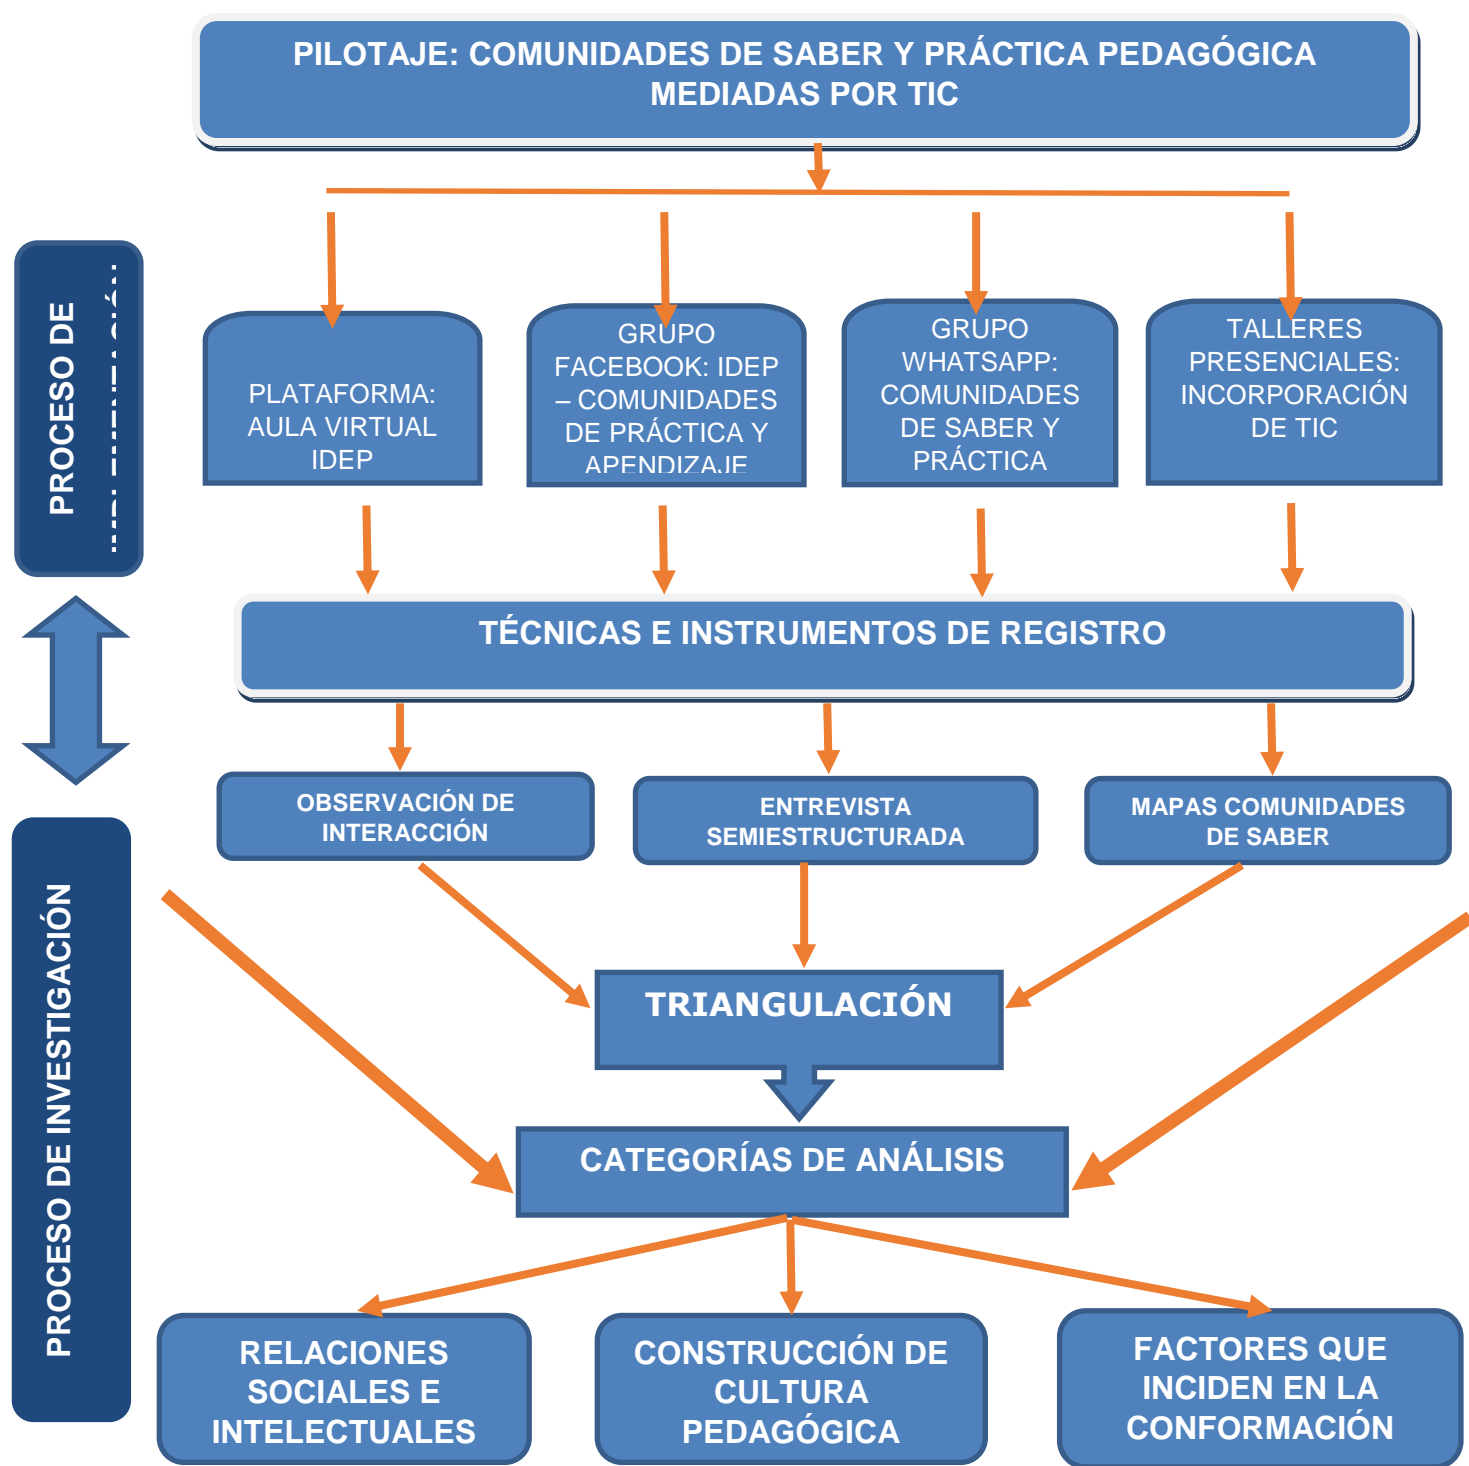 PILOTAJE: COMUNIDADES DE SABER Y PRÁCTICA PEDAGÓGICA
MEDIADAS POR TIC
PROCESO DE
PLATAFORMA:
AULA VIRTUAL
IDEP
GRUPO
FACEBOOK: IDEP
– COMUNIDADES
DE PRÁCTICA Y
APENDIZAJE
GRUPO
WHATSAPP:
COMUNIDADES
DE SABER Y
PRÁCTICA
TALLERES
PRESENCIALES:
INCORPORACIÓN
DE TIC
TÉCNICAS E INSTRUMENTOS DE REGISTRO
OBSERVACIÓN DE
INTERACCIÓN
ENTREVISTA
SEMIESTRUCTURADA
MAPAS COMUNIDADES
DE SABER
PROCESO DE INVESTIGACIÓN
TRIANGULACIÓN
CATEGORÍAS DE ANÁLISIS
RELACIONES
SOCIALES E
INTELECTUALES
CONSTRUCCIÓN DE
CULTURA
PEDAGÓGICA
FACTORES QUE
INCIDEN EN LA
CONFORMACIÓN